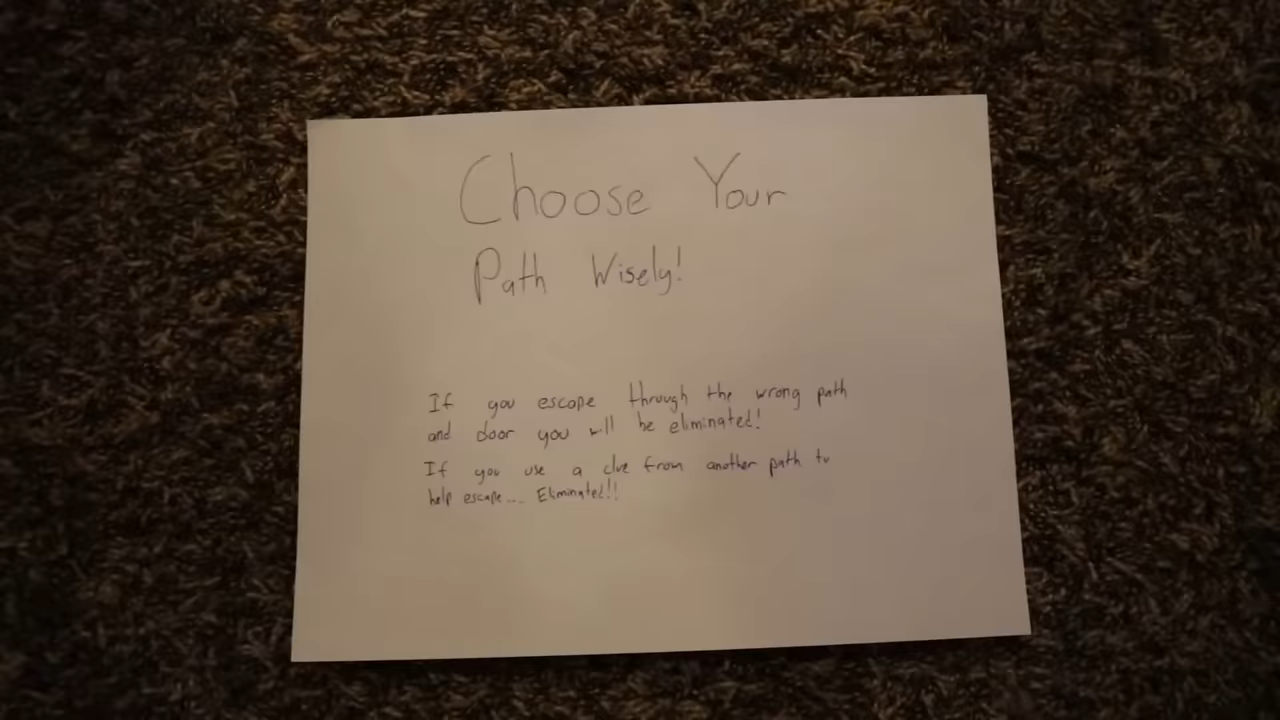 Choose Your
Path Wisely!
If you escape through the wrong path
and door you will be eliminated!
If you use a clue from another path to
help escape... Eliminated!!